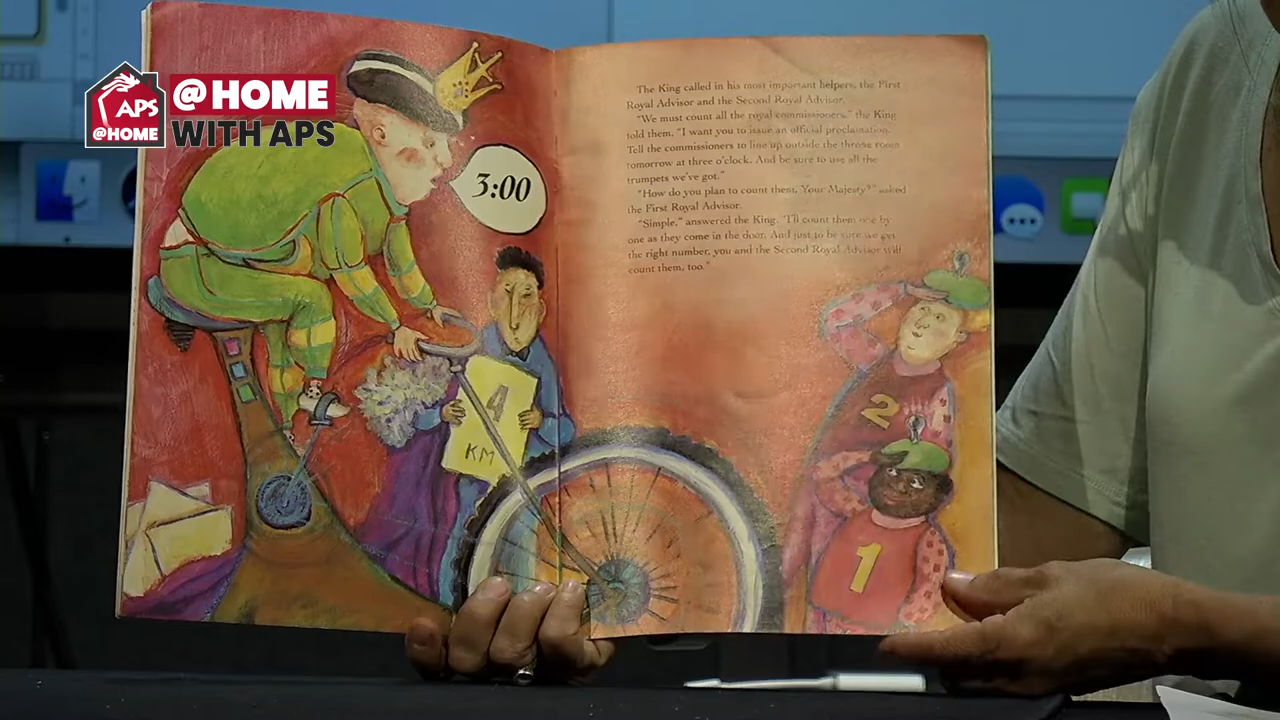 APS
@HOME
@HOME
WITH APS
3:00
4
KM
The King called in his most important helpers, the First
Royal Advisor and the Second Royal Advisor.
"We must count all the royal commissioners," the King
told them. "I want you to issue an official proclamation.
Tell the commissioners to line up outside the throne room
tomorrow at three o'clock. And be sure to use all the
trumpets we've got."
"How do you plan to count them, Your Majesty?" asked
the First Royal Advisor.
"Simple," answered the King. "I'll count them one by
one as they come in the door. And just to be sure we get
the right number, you and the Second Royal Advisor will
count them, too."
2
1